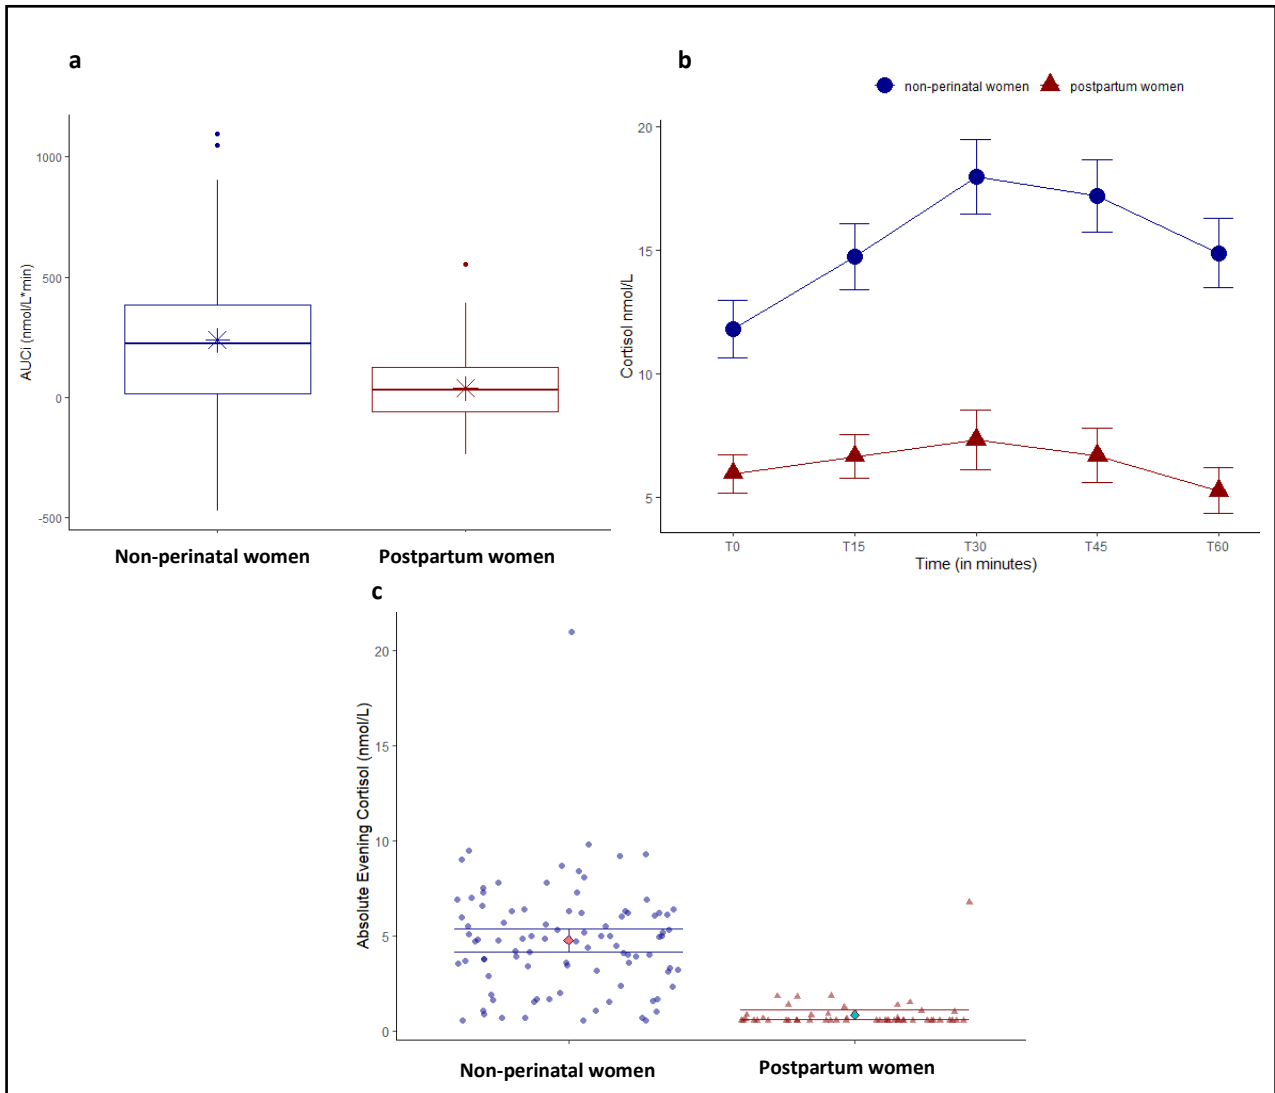 a
1000
500
0
-500
AUCi (nmol/L*min)
Non-perinatal women Postpartum women
b
non-perinatal women postpartum women
20
15
10
5
Cortisol nmol/L
T0 T15 T30 T45 T60
Time (in minutes)
c
20
15
10
5
0
Absolute Evening Cortisol (nmol/L)
Non-perinatal women Postpartum women